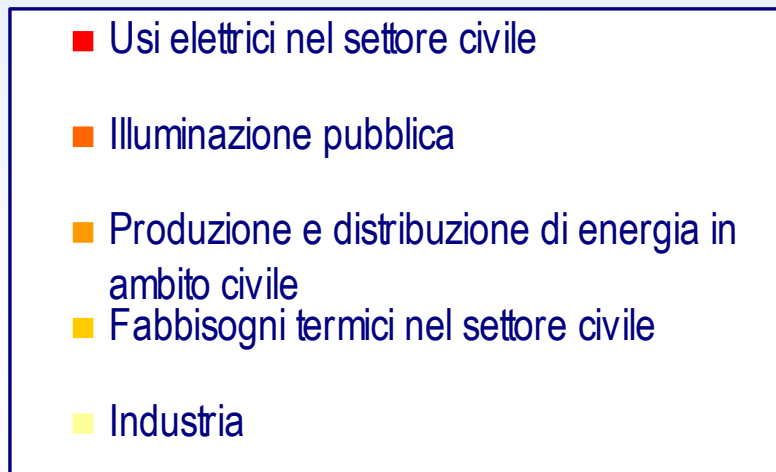 Usi elettrici nel settore civile
Illuminazione pubblica
Produzione e distribuzione di energia in
ambito civile
Fabbisogni termici nel settore civile
Industria